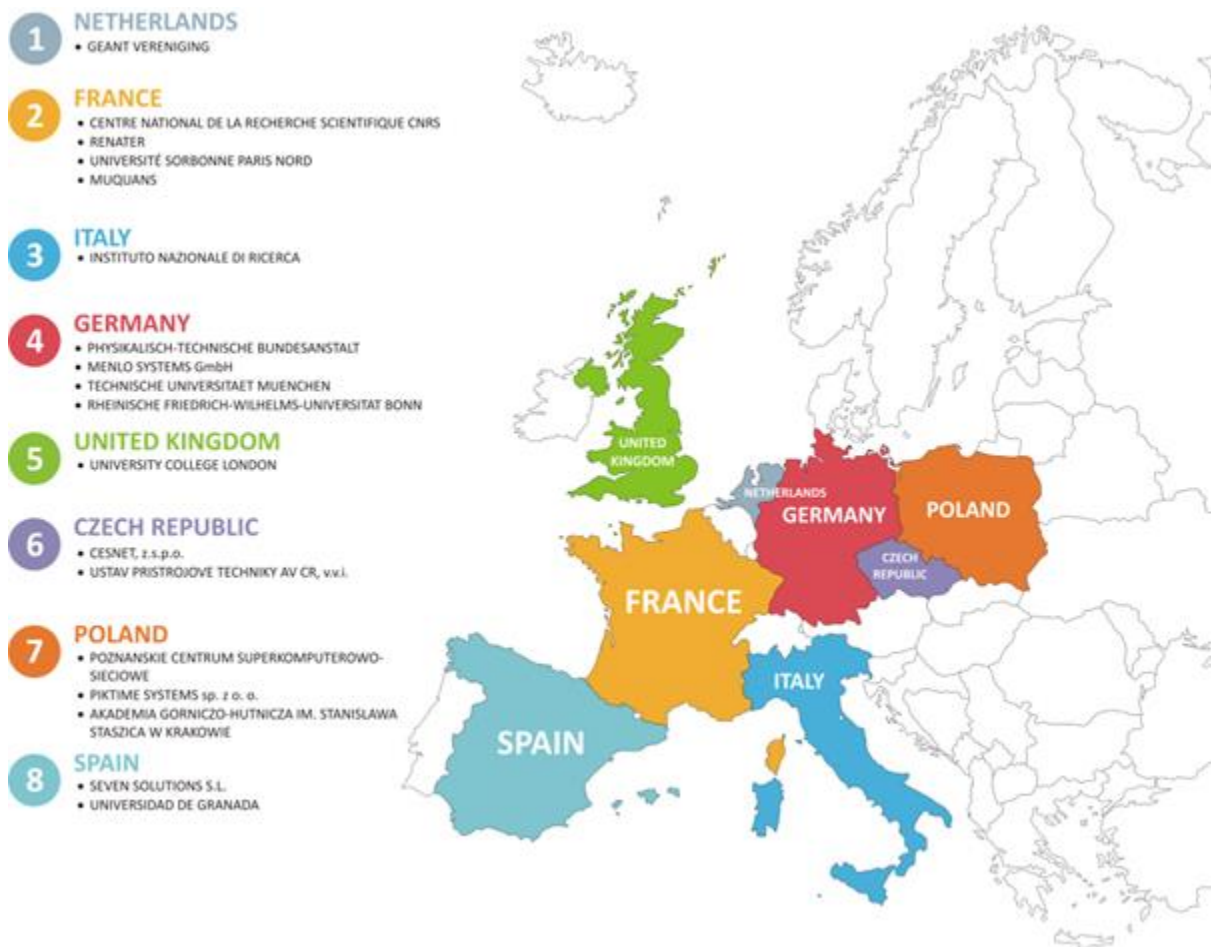 1
NETHERLANDS
• GEANT VERENIGING
2
FRANCE
• CENTRE NATIONAL DE LA RECHERCHE SCIENTIFIQUE CNRS
• RENATER
• UNIVERSITÉ SORBONNE PARIS NORD
• MUQUANS
3
ITALY
• INSTITUTO NAZIONALE DI RICERCA
4
GERMANY
• PHYSIKALISCH-TECHNISCHE BUNDESANSTALT
• MENLO SYSTEMS GmbH
• TECHNISCHE UNIVERSITAET MUENCHEN
• RHEINISCHE FRIEDRICH-WILHELMS-UNIVERSITAT BONN
5
UNITED KINGDOM
• UNIVERSITY COLLEGE LONDON
6
CZECH REPUBLIC
• CESNET, z.s.p.o.
• USTAV PRISTROJOVE TECHNIKY AV CR, v.v.i.
7
POLAND
• POZNANSKIE CENTRUM SUPERKOMPUTEROWO-
SIECIOWE
• PIKTIME SYSTEMS sp. z o. o.
• AKADEMIA GORNICZO-HUTNICZA IM. STANISLAWA
STASZICA W KRAKOWIE
8
SPAIN
• SEVEN SOLUTIONS S.L.
• UNIVERSIDAD DE GRANADA
UNITED
KINGDOM
NETHERLANDS
GERMANY
POLAND
CZECH
REPUBLIC
FRANCE
ITALY
SPAIN